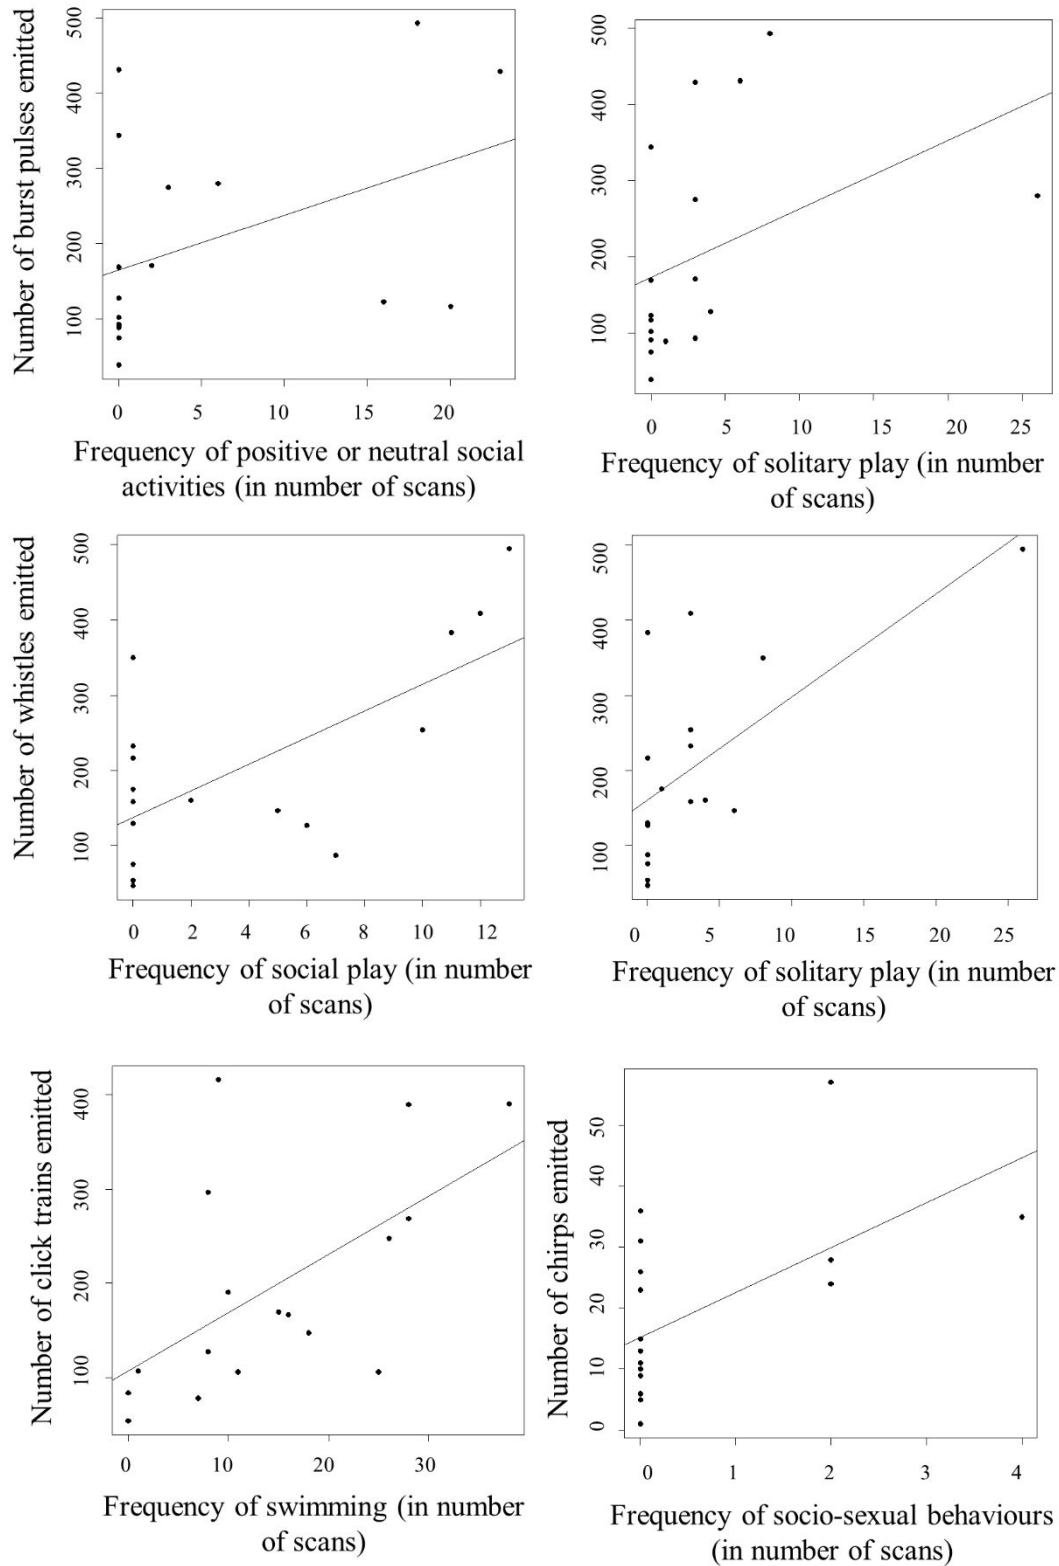 Number of burst pulses emitted
500
400
300
200
100
0 5 10 15 20
Frequency of positive or neutral social
activities (in number of scans)
500
400
300
200
100
0 5 10 15 20 25
Frequency of solitary play (in number
of scans)
Number of whistles emitted
500
400
300
200
100
0 2 4 6 8 10 12
Frequency of social play (in number
of scans)
500
400
300
200
100
0 5 10 15 20 25
Frequency of solitary play (in number
of scans)
Number of click trains emitted
400
300
200
100
0 10 20 30
Frequency of swimming (in number
of scans)
Number of chirps emitted
50
40
30
20
10
0
0 1 2 3 4
Frequency of socio-sexual behaviours
(in number of scans)